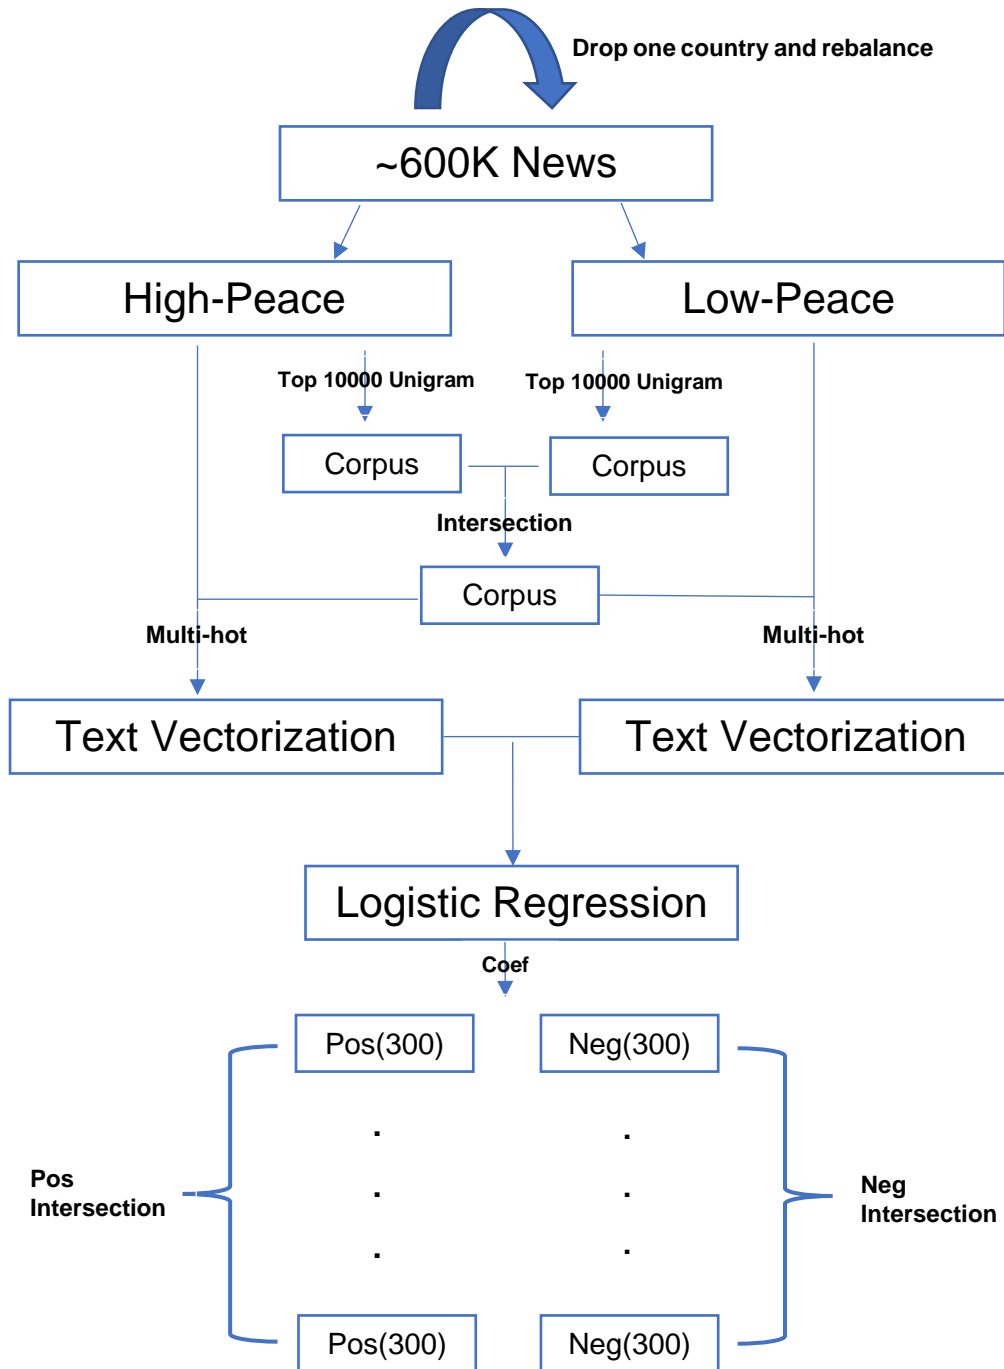 Drop one country and rebalance
~600K News
High-Peace
Low-Peace
Top 10000 Unigram
Top 10000 Unigram
Corpus
Corpus
Intersection
Corpus
Multi-hot
Multi-hot
Text Vectorization
Text Vectorization
Logistic Regression
Coef
Pos(300)
Neg(300)
.
.
Pos
Intersection
.
.
Neg
Intersection
.
.
Pos(300)
Neg(300)